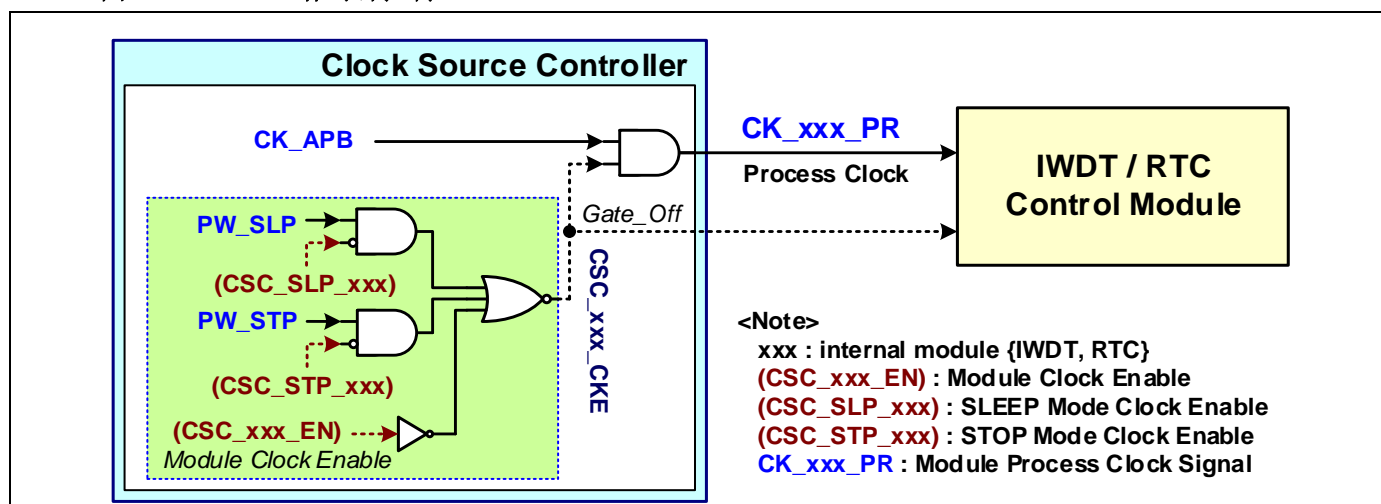 Clock Source Controller
CK_APB
CK_xxx_PR
Process Clock
IWDT / RTC
Control Module
Gate_Off
PW_SLP
(CSC_SLP_xxx)
PW_STP
(CSC_STP_xxx)
(CSC_xxx_EN)
Module Clock Enable
CSC_xxx_CKE
<Note>
xxx : internal module {IWDT, RTC}
(CSC_xxx_EN) : Module Clock Enable
(CSC_SLP_xxx) : SLEEP Mode Clock Enable
(CSC_STP_xxx) : STOP Mode Clock Enable
CK_xxx_PR : Module Process Clock Signal